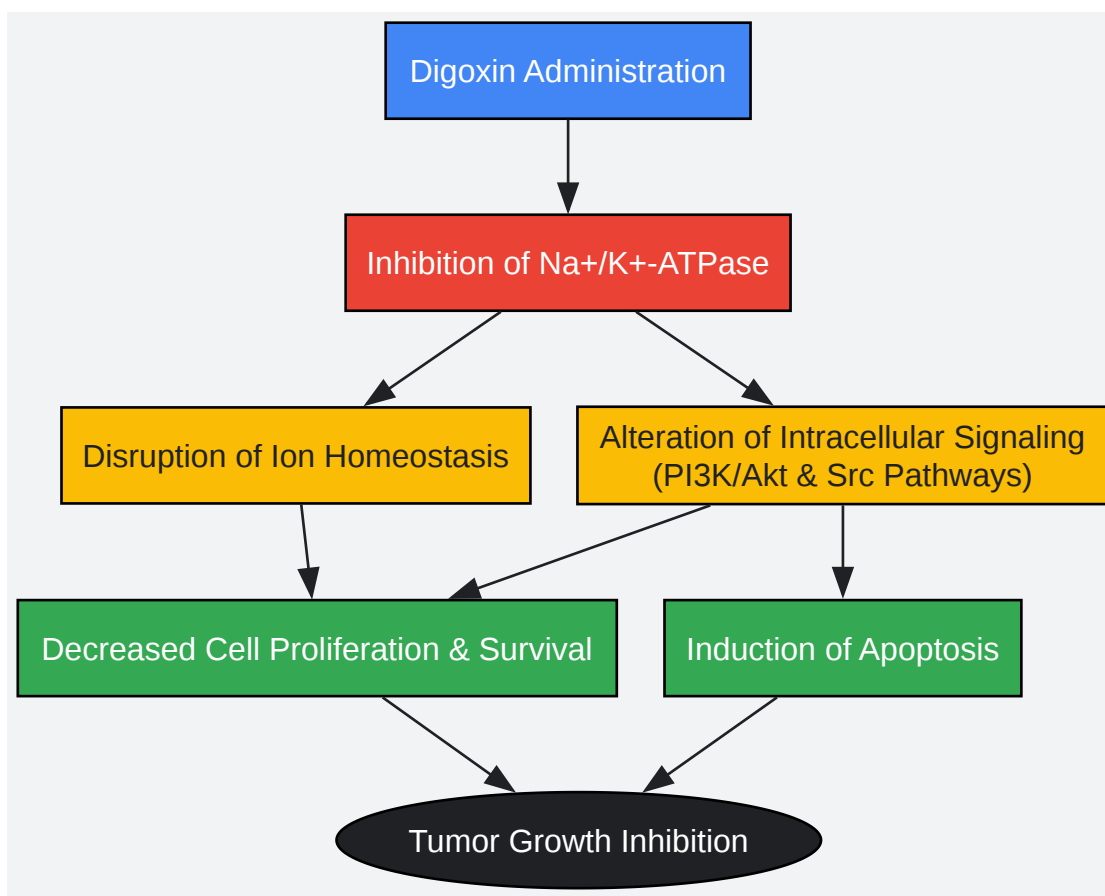 Digoxin Administration
Inhibition of Na+/K+-ATPase
Disruption of Ion Homeostasis
Alteration of Intracellular Signaling
(PI3K/Akt & Src Pathways)
Decreased Cell Proliferation & Survival
Induction of Apoptosis
Tumor Growth Inhibition